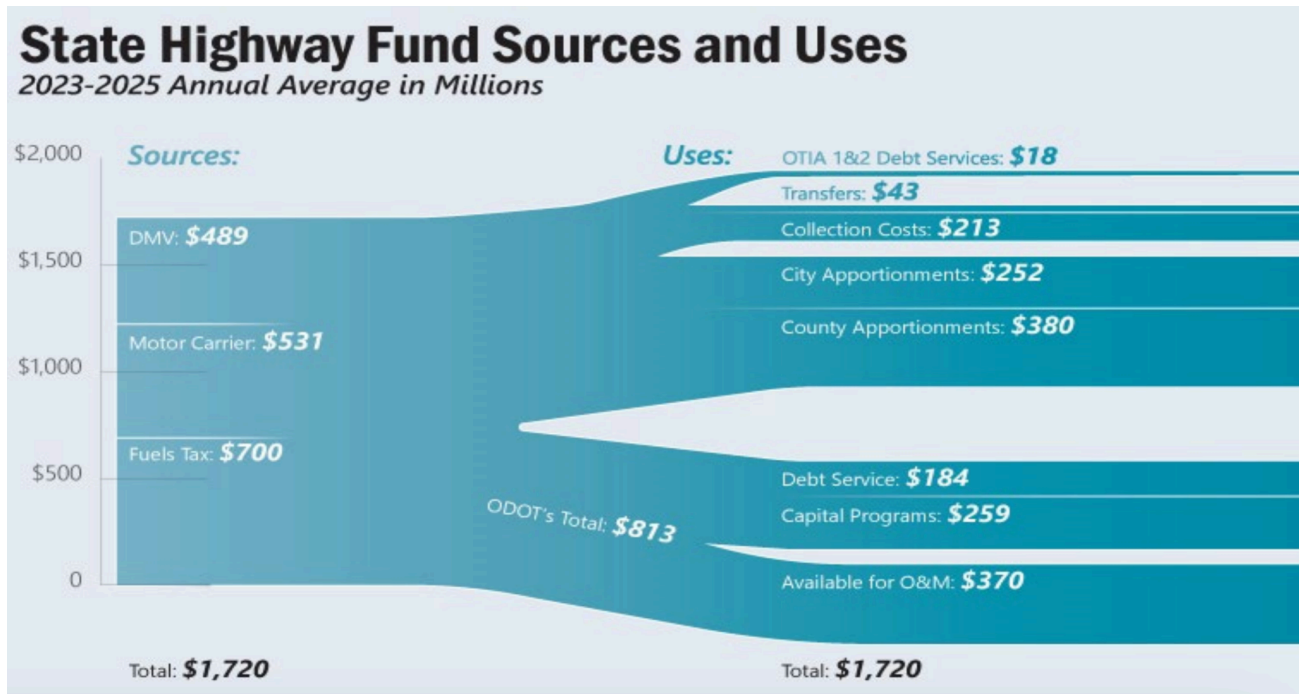 State Highway Fund Sources and Uses
2023-2025 Annual Average in Millions
$2,000
Sources:
Uses:
OTIA 1&2 Debt Services: $18
Transfers: $43
DMV: $489
Collection Costs: $213
$1,500
City Apportionments: $252
County Apportionments: $380
Motor Carrier: $531
$1,000
Fuels Tax: $700
$500
Debt Service: $184
ODOT's Total: $813
Capital Programs: $259
0
Available for O&M: $370
Total: $1,720
Total: $1,720